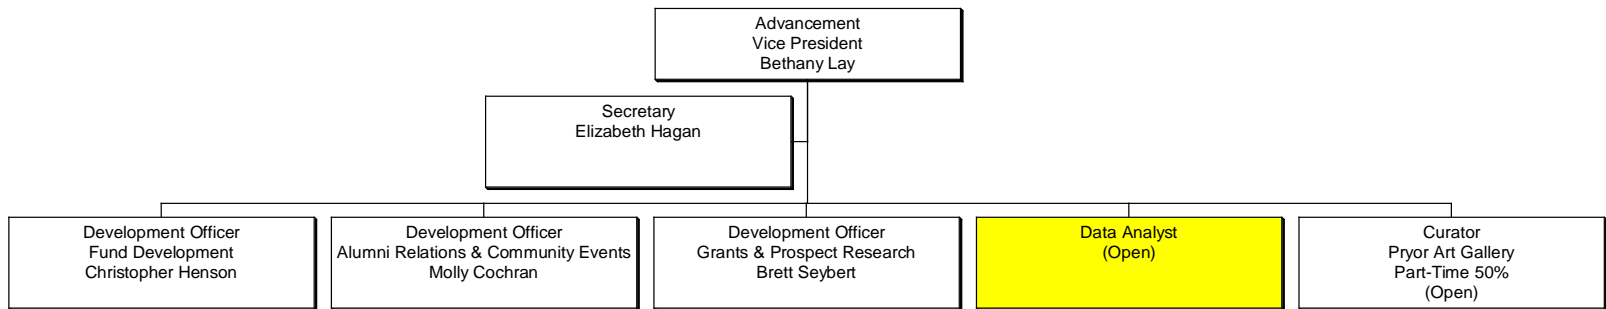 Advancement
Vice President
Bethany Lay
Secretary
Elizabeth Hagan
Development Officer
Fund Development
Christopher Henson
Development Officer
Alumni Relations & Community Events
Molly Cochran
Development Officer
Grants & Prospect Research
Brett Seybert
Data Analyst
(Open)
Curator
Pryor Art Gallery
Part-Time 50%
(Open)